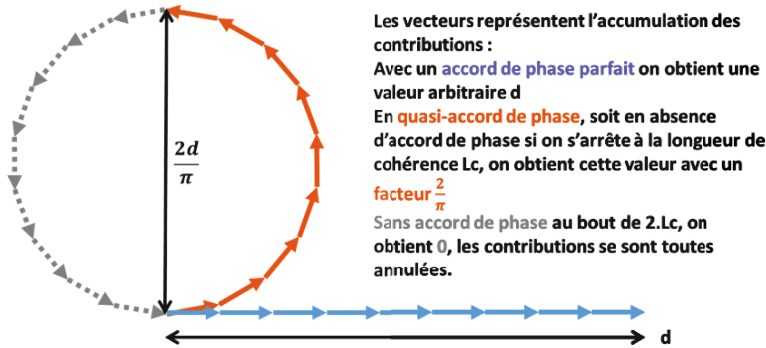 Les vecteurs représentent l’accumulation des
contributions :
Avec un accord de phase parfait on obtient une
valeur arbitraire d
En quasi-accord de phase, soit en absence
d’accord de phase si on s’arrête à la longueur de
cohérence Lc, on obtient cette valeur avec un
facteur 2/π
Sans accord de phase au bout de 2.Lc, on
obtient 0, les contributions se sont toutes
annulées.
2d/π
d